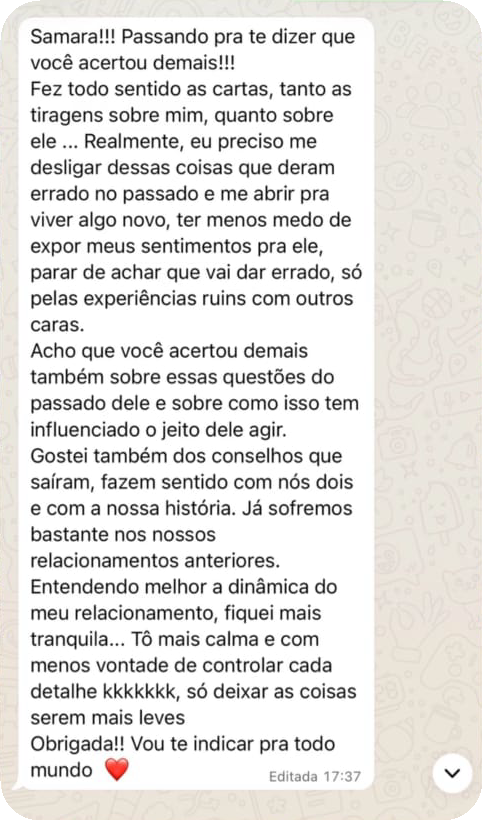 Samara!!! Passando pra te dizer que
você acertou demais!!!
Fez todo sentido as cartas, tanto as
tiragens sobre mim, quanto sobre
ele ... Realmente, eu preciso me
desligar dessas coisas que deram
errado no passado e me abrir pra
viver algo novo, ter menos medo de
expor meus sentimentos pra ele,
parar de achar que vai dar errado, só
pelas experiências ruins com outros
caras.
Acho que você acertou demais
também sobre essas questões do
passado dele e sobre como isso tem
influenciado o jeito dele agir.
Gostei também dos conselhos que
saíram, fazem sentido com nós dois
e com a nossa história. Já sofremos
bastante nos nossos
relacionamentos anteriores.
Entendendo melhor a dinâmica do
meu relacionamento, fiquei mais
tranquila... Tô mais calma e com
menos vontade de controlar cada
detalhe kkkkkkk, só deixar as coisas
serem mais leves
Obrigada!! Vou te indicar pra todo
mundo ❤️
Editada 17:37